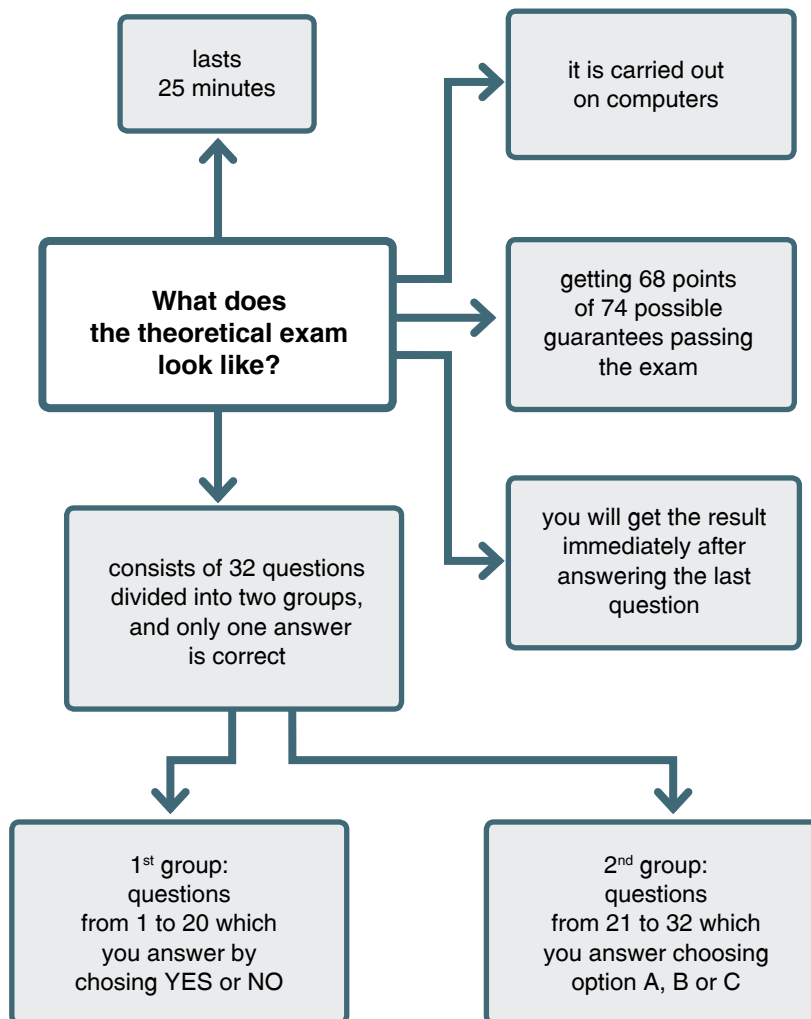 lasts
25 minutes
it is carried out
on computers
What does
the theoretical exam
look like?
getting 68 points
of 74 possible
guarantees passing
the exam
you will get the result
immediately after
answering the last
question
consists of 32 questions
divided into two groups,
and only one answer
is correct
1st group:
questions
from 1 to 20 which
you answer by
chosing YES or NO
2nd group:
questions
from 21 to 32 which
you answer choosing
option A, B or C